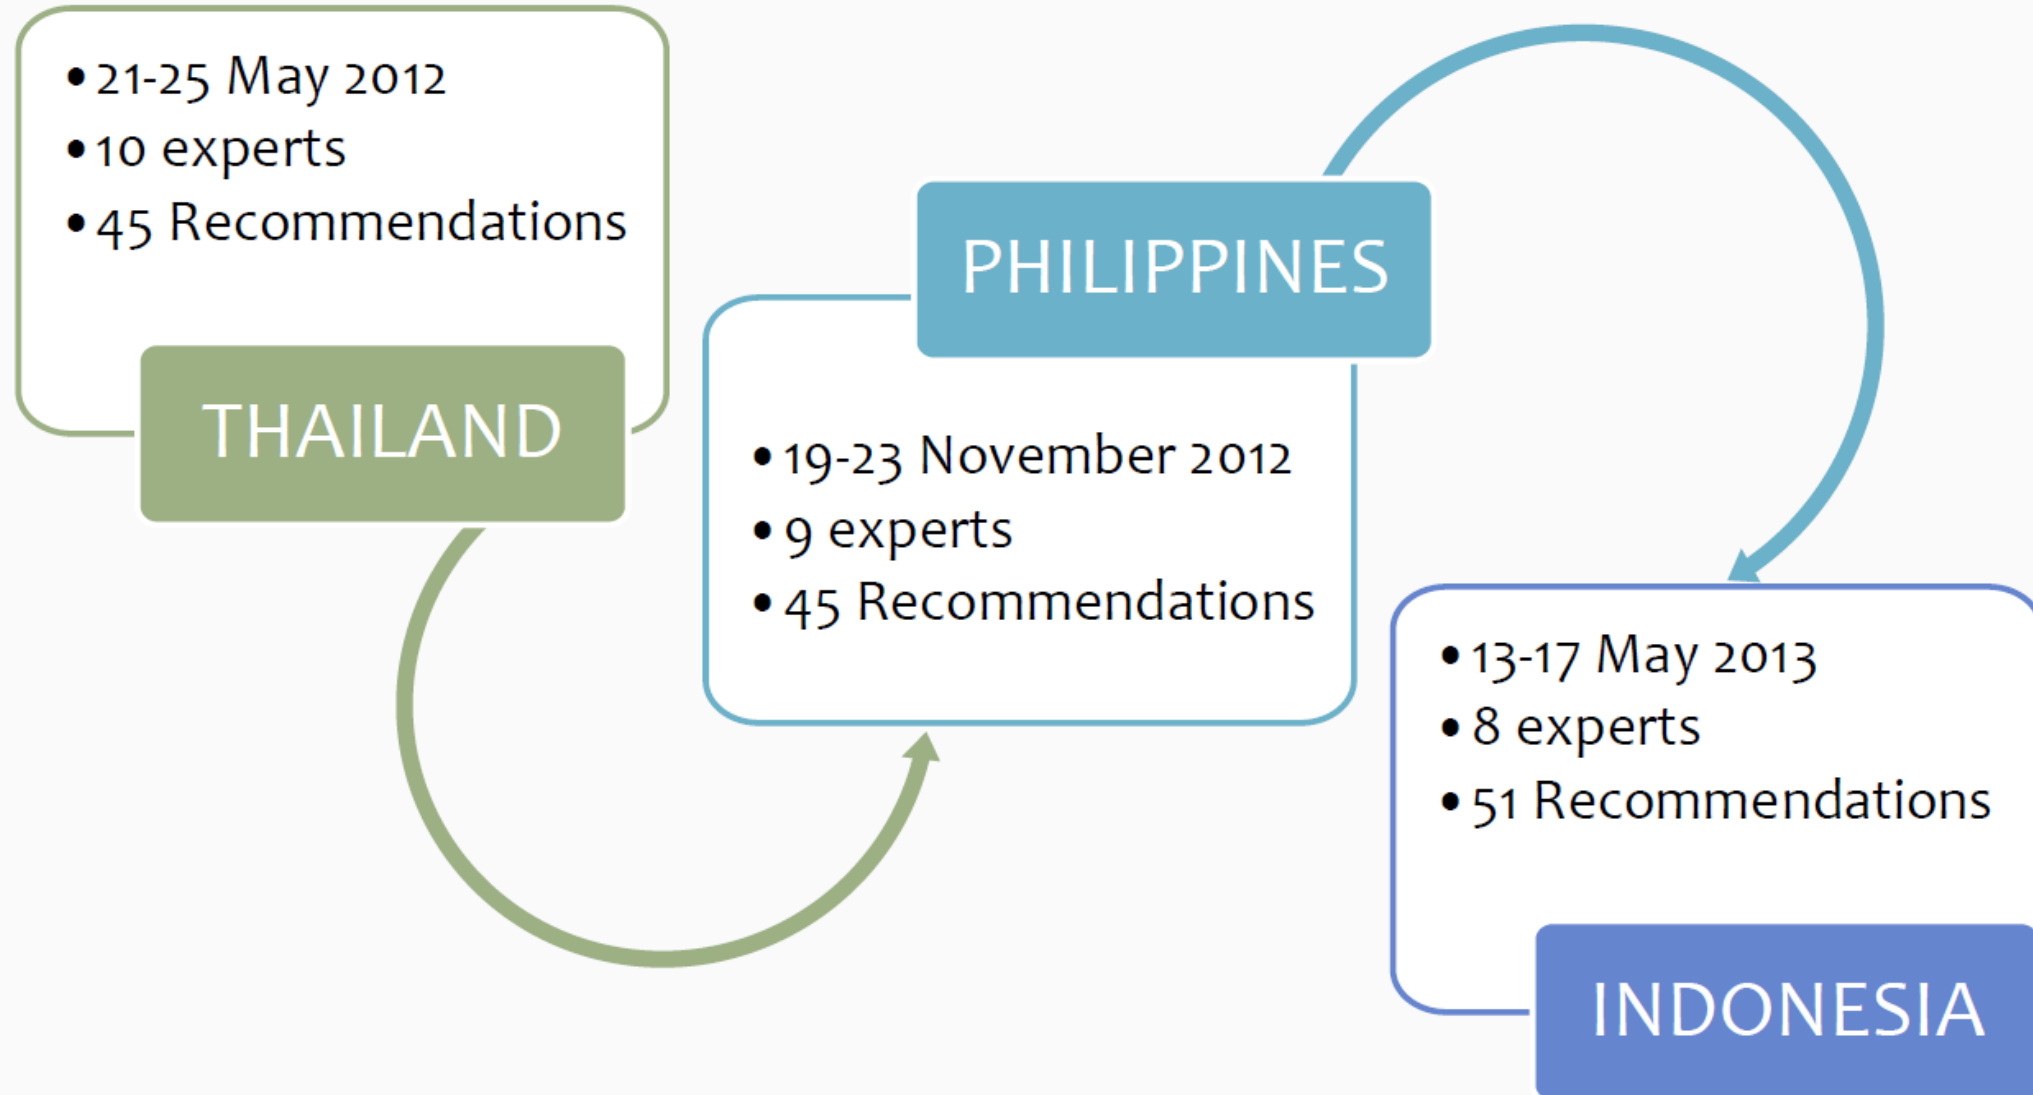 • 21-25 May 2012
• 10 experts
• 45 Recommendations
THAILAND
PHILIPPINES
• 19-23 November 2012
• 9 experts
• 45 Recommendations
• 13-17 May 2013
• 8 experts
• 51 Recommendations
INDONESIA